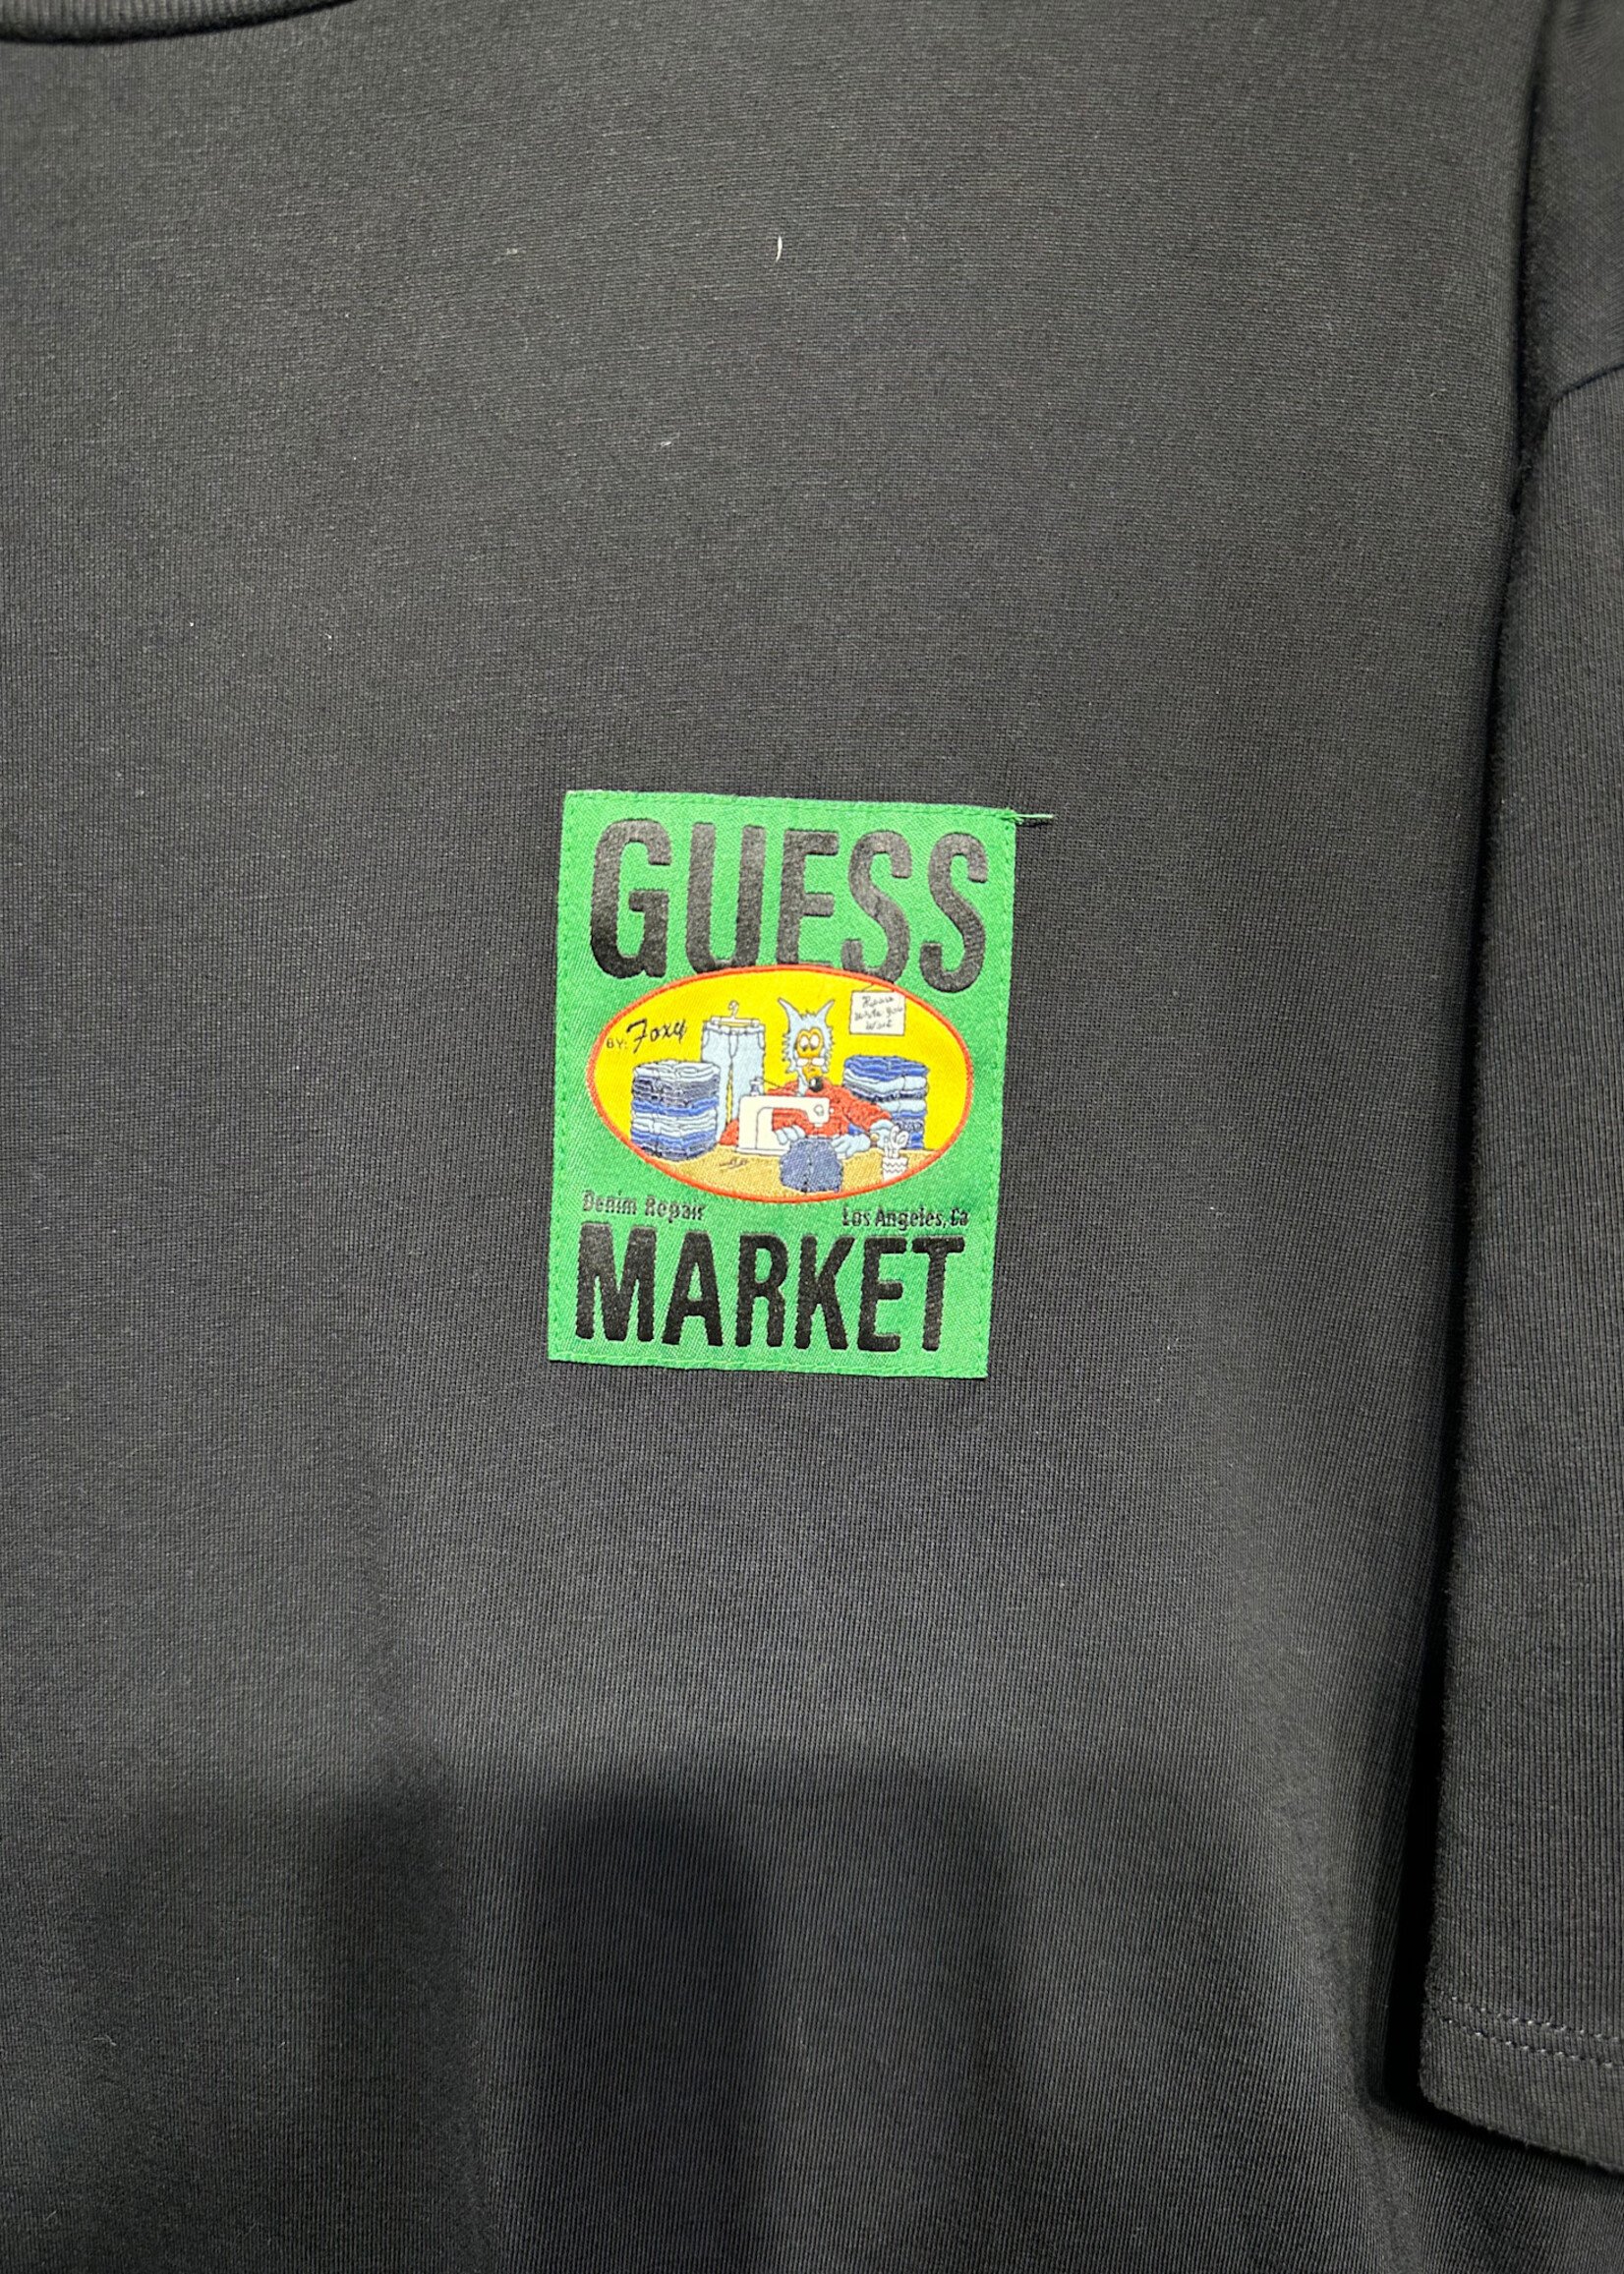 GUESS
BY: Foxy
Denim Repair
Los Angeles, Ca
MARKET